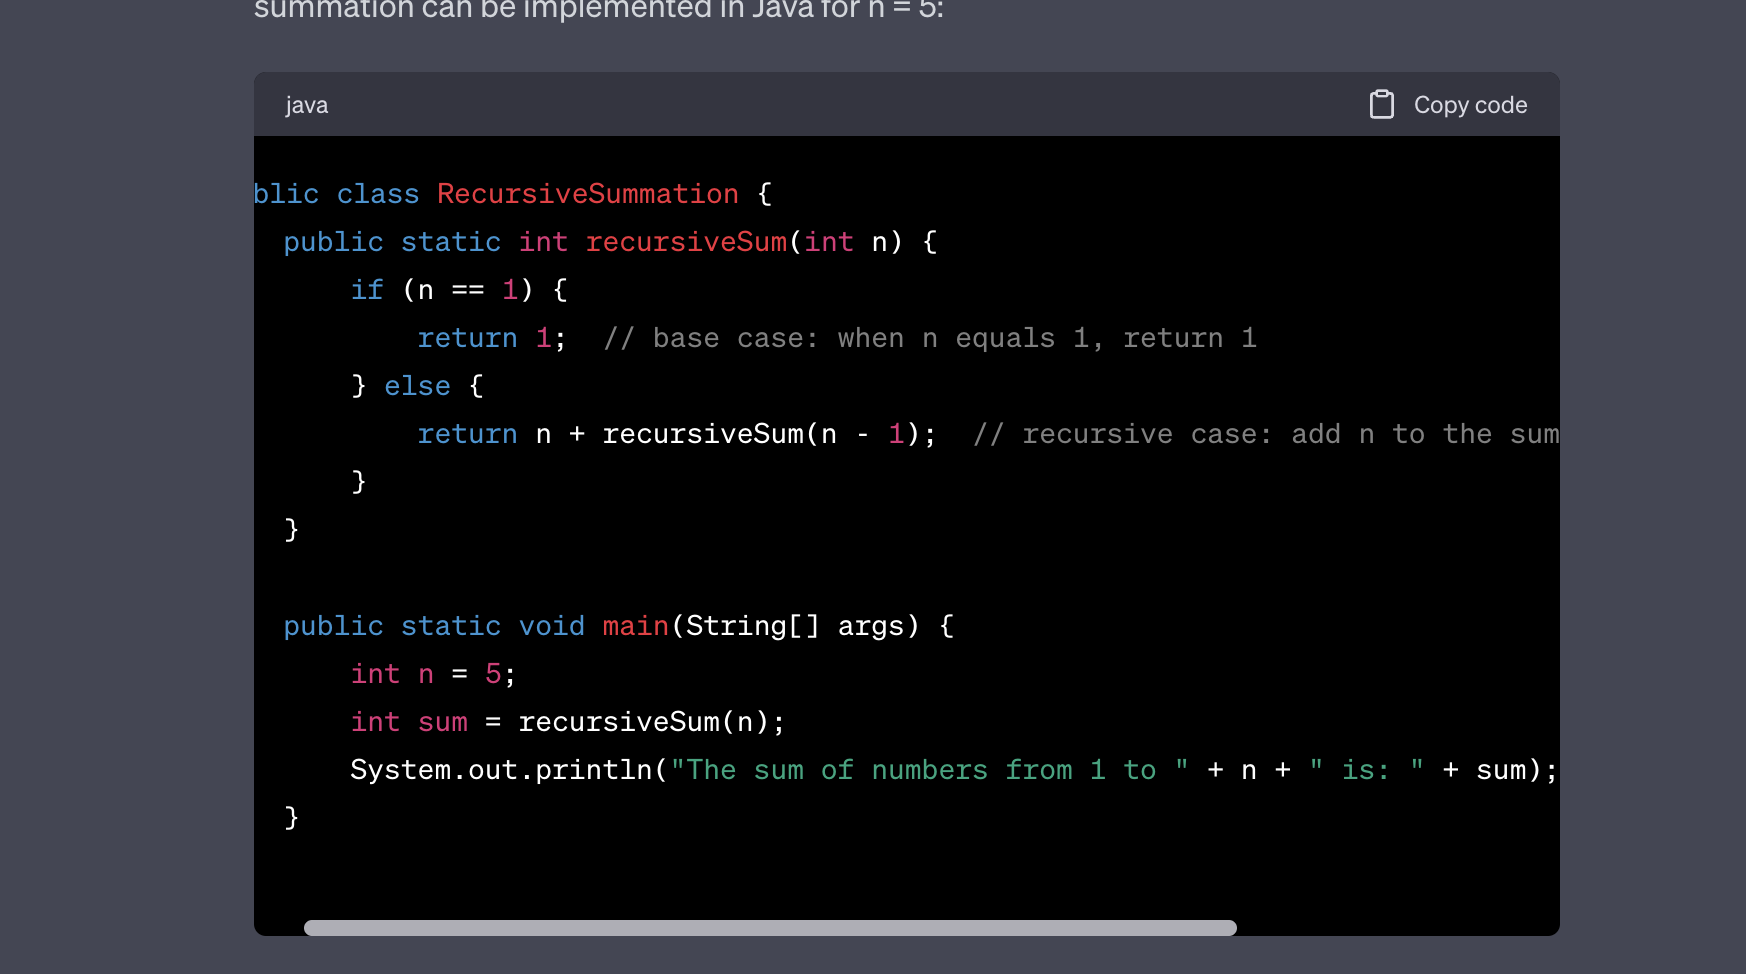 summation can be implemented in Java for n = 5:
java
Copy code
blic class RecursiveSummation {
public static int recursiveSum(int n) {
if (n == 1) {
return 1;  // base case: when n equals 1, return 1
} else {
return n + recursiveSum(n - 1);  // recursive case: add n to the sum
}
}
public static void main(String[] args) {
int n = 5;
int sum = recursiveSum(n);
System.out.println("The sum of numbers from 1 to " + n + " is: " + sum);
}